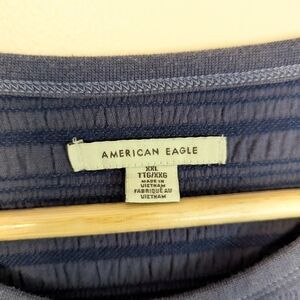 AMERICAN EAGLE
XXL
TTG/XXG
MADE IN
VIETNAM
FABRIQUÉ AU
VIETNAM